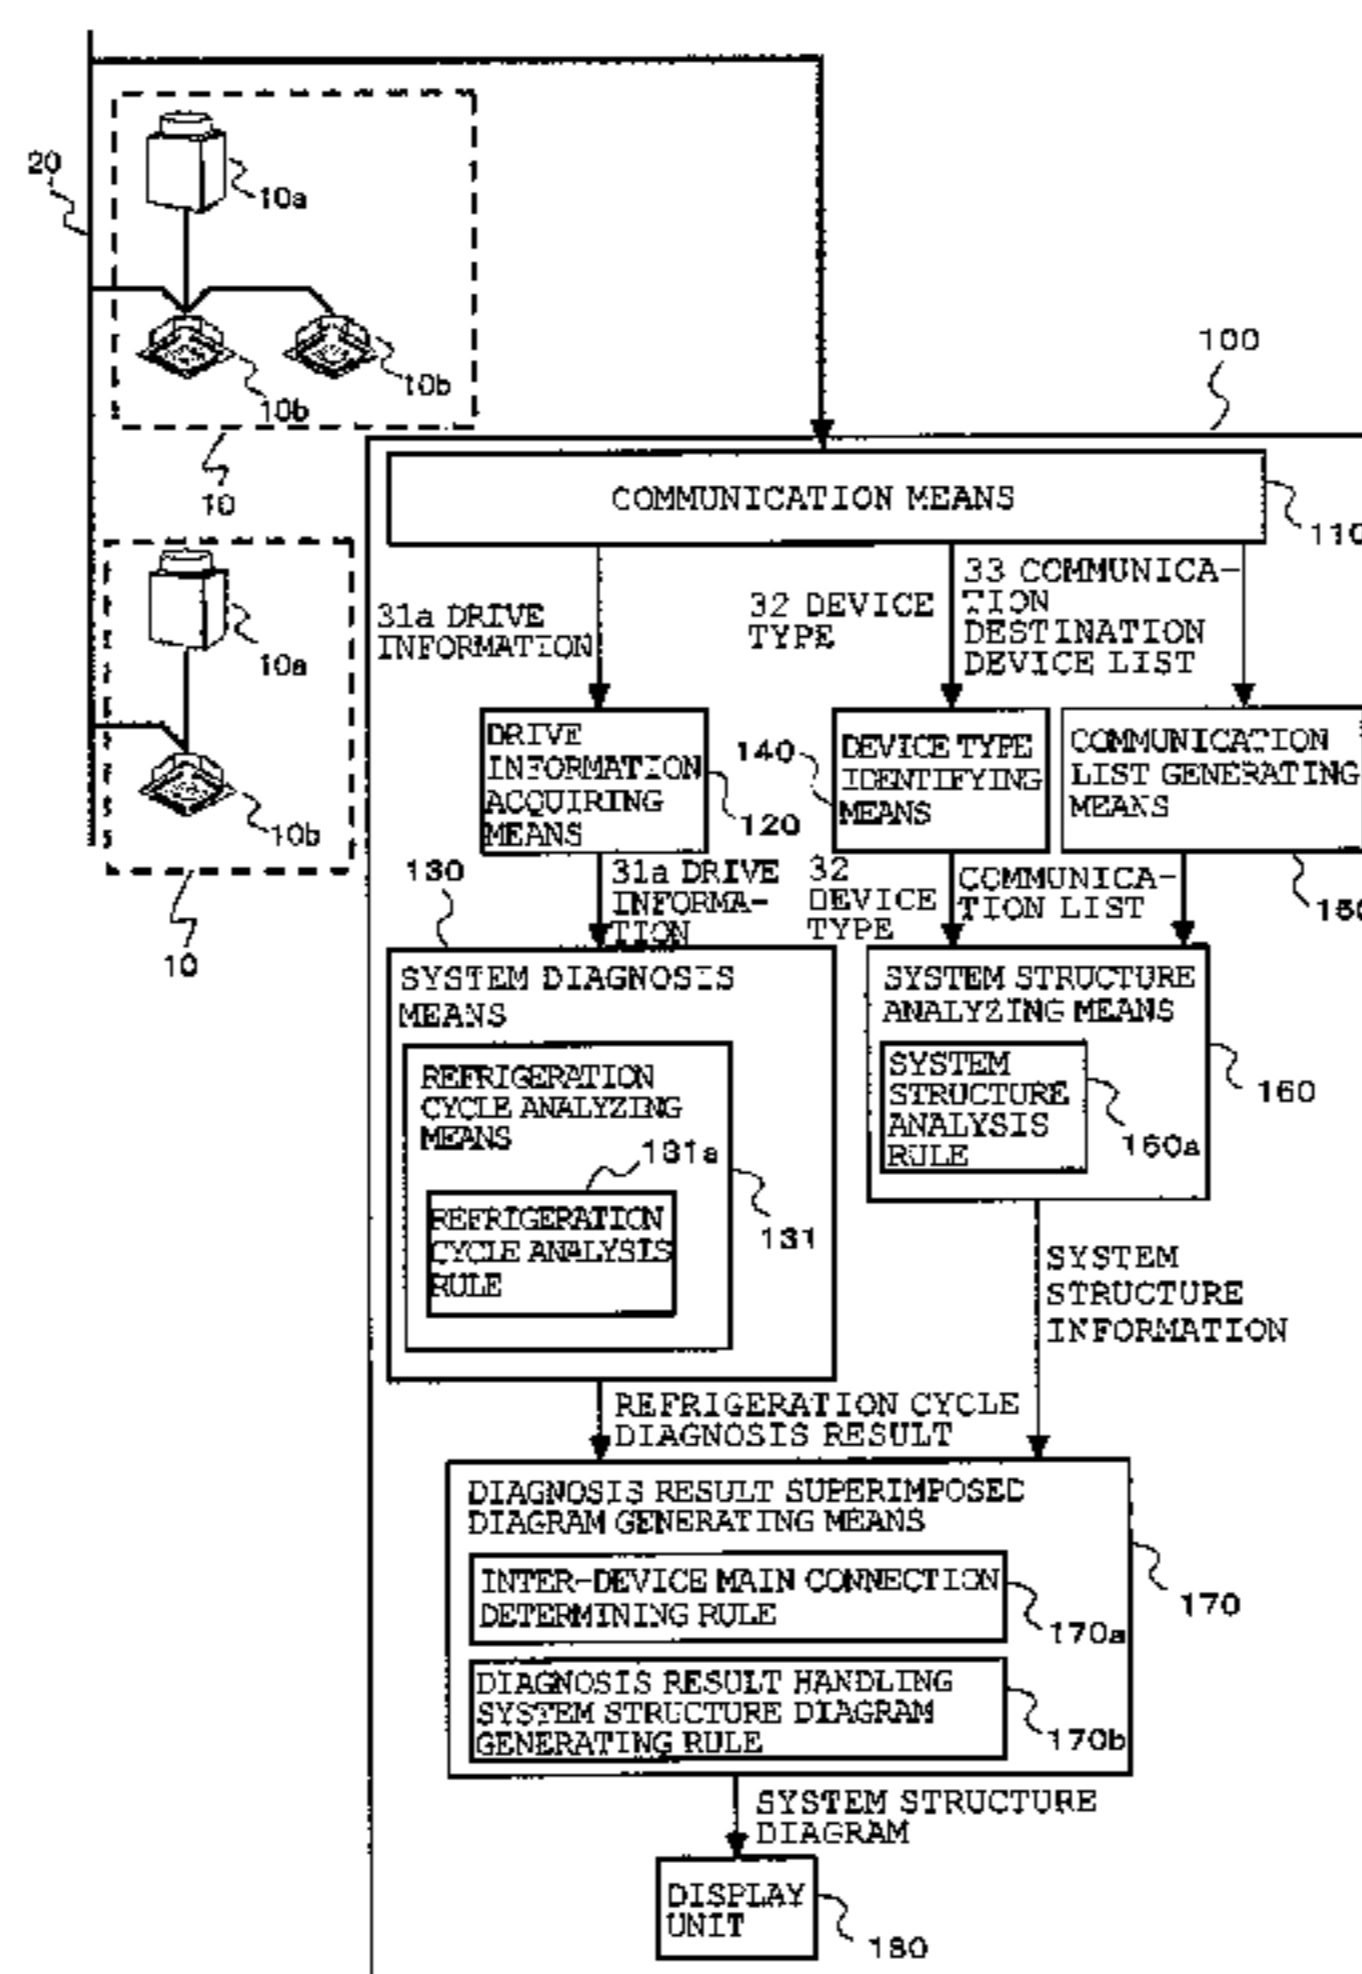 20
10a
10b
10b
10
10a
10b
10
100
COMMUNICATION MEANS
110
31a DRIVE
INFORMATION
32 DEVICE
TYPE
33 COMMUNICA-
TION
DESTINATION
DEVICE LIST
DRIVE
INFORMATION
ACQUIRING
MEANS
120
140
DEVICE TYPE
IDENTIFYING
MEANS
COMMUNICATION
LIST GENERATING
MEANS
130
31a DRIVE
INFORMA-
TION
32
DEVICE
TYPE
COMMUNICA-
TION LIST
SYSTEM DIAGNOSIS
MEANS
REFRIGERATION
CYCLE ANALYZING
MEANS
131a
REFRIGERATION
CYCLE ANALYSIS
RULE
131
SYSTEM STRUCTURE
ANALYZING MEANS
SYSTEM
STRUCTURE
ANALYSIS
RULE
160a
160
SYSTEM
STRUCTURE
INFORMATION
REFRIGERATION CYCLE
DIAGNOSIS RESULT
DIAGNOSIS RESULT SUPERIMPOSED
DIAGRAM GENERATING MEANS
INTER-DEVICE MAIN CONNECTION
DETERMINING RULE
170a
170
DIAGNOSIS RESULT HANDLING
SYSTEM STRUCTURE DIAGRAM
GENERATING RULE
170b
SYSTEM STRUCTURE
DIAGRAM
DISPLAY
UNIT
180